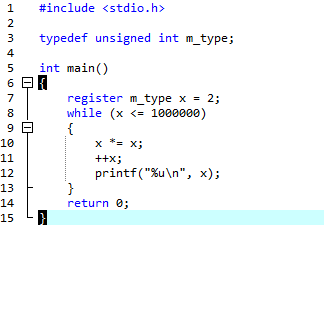 1 #include <stdio.h>
2
3 typedef unsigned int m_type;
4
5 int main()
6 {
7     register m_type x = 2;
8     while (x <= 1000000)
9     {
10         x *= x;
11         ++x;
12         printf("%u\n", x);
13     }
14     return 0;
15 }